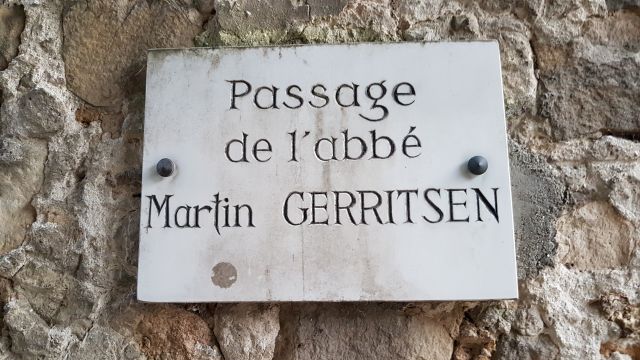 Passage
de l'abbé
Martin GERRITSEN